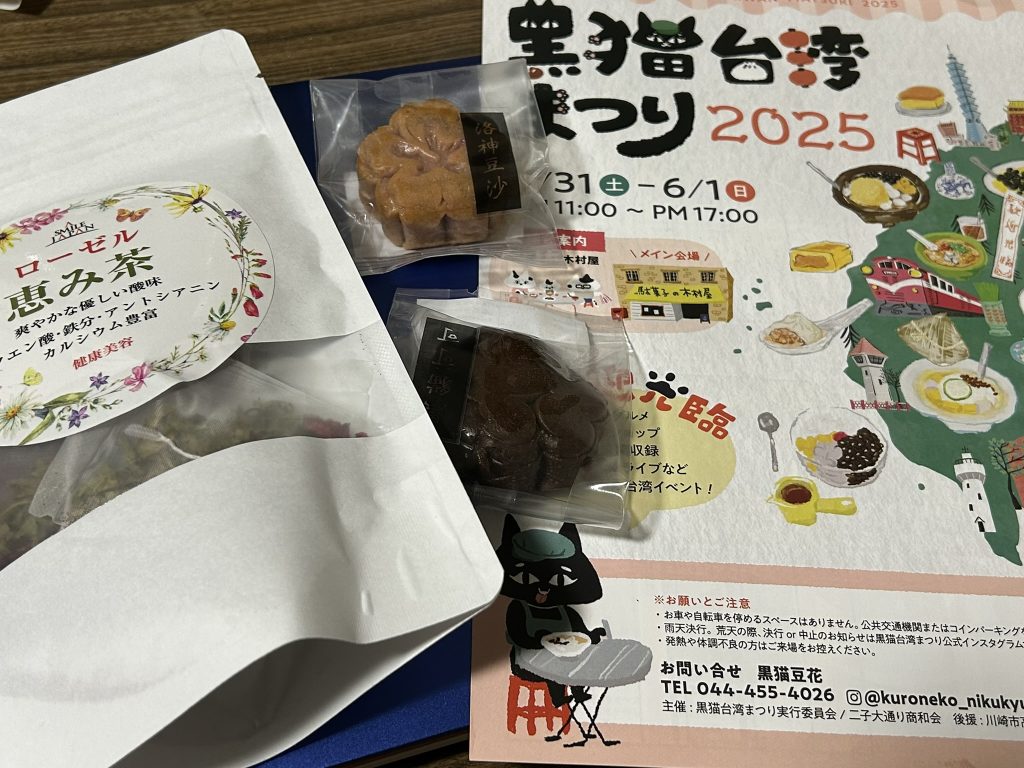 ローゼル
恵み茶
爽やかな優しい酸味
エン酸・鉄分・アントシアニン
カルシウム豊富
健康美容
洛神豆沙
TAIWAN MATSURI 2025
黒猫台湾
まつり 2025
/31 土 - 6/1 日
11:00 〜 PM 17:00
案内
木村屋
メイン会場
駄菓子の木村屋
臨
ルメ
ップ
収録
ライブなど
台湾イベント！
※お願いとご注意
・お車や自転車を停めるスペースはありません。公共交通機関またはコインパーキングを
・雨天決行。荒天の際、決行 or 中止のお知らせは黒猫台湾まつり公式インスタグラム
・発熱や体調不良の方はご来場をお控えください。
お問い合せ 黒猫豆花
TEL 044-455-4026 @kuroneko_nikukyu
主催：黒猫台湾まつり実行委員会 / 二子大通り商和会 後援：川崎市高